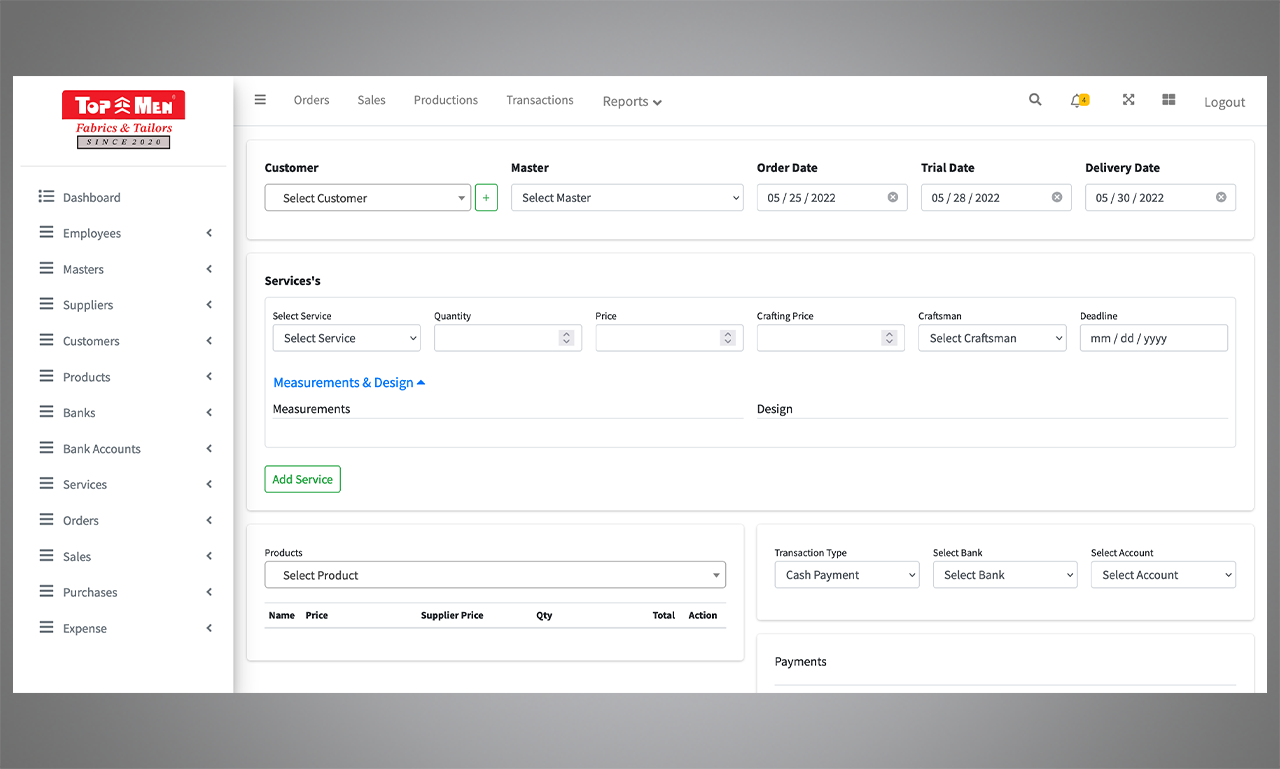 TOP MEN
Fabrics & Tailors
SINCE 2020
Dashboard
Employees
Masters
Suppliers
Customers
Products
Banks
Bank Accounts
Services
Orders
Sales
Purchases
Expense
Orders Sales Productions Transactions Reports 4 Logout
Customer Master Order Date Trial Date Delivery Date
Select Customer + Select Master 05 / 25 / 2022 05 / 28 / 2022 05 / 30 / 2022
Services's
Select Service Quantity Price Crafting Price Craftsman Deadline
Select Service Select Craftsman mm / dd / yyyy
Measurements & Design
Measurements Design
Add Service
Products
Select Product
Name Price Supplier Price Qty Total Action
Transaction Type Select Bank Select Account
Cash Payment Select Bank Select Account
Payments